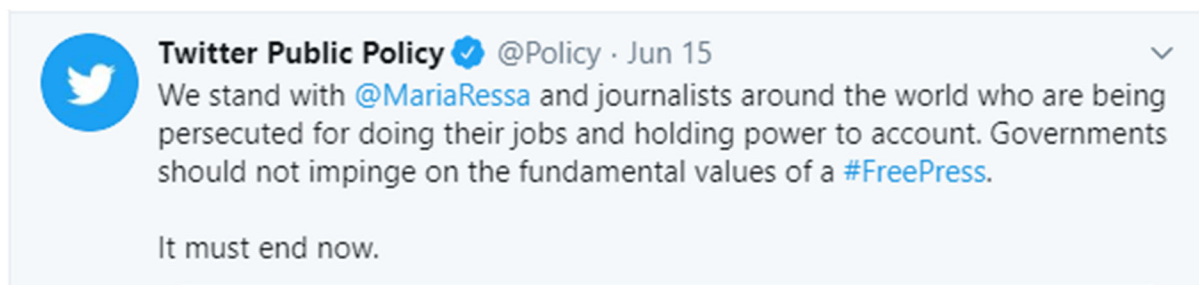 Twitter Public Policy @Policy · Jun 15
We stand with @MariaRessa and journalists around the world who are being
persecuted for doing their jobs and holding power to account. Governments
should not impinge on the fundamental values of a #FreePress.
It must end now.